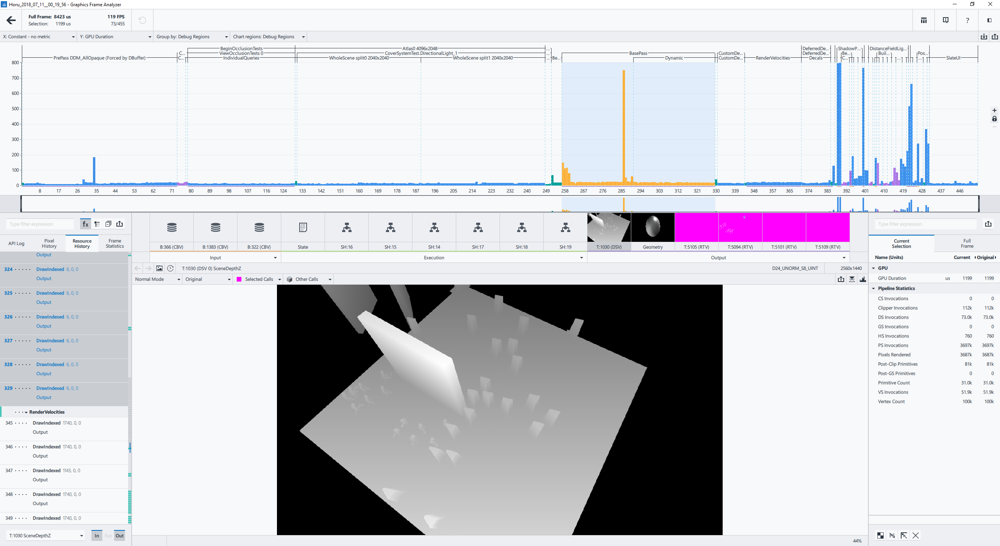 Horu_2018_07_11__00_19_56 - Graphics Frame Analyzer
Full Frame: 8423 us 119 FPS
Selection: 1199 us 73/455
?
X: Constant - no metric Y: GPU Duration Group by: Debug Regions Chart regions: Debug Regions
BeginOcclusionTests Atlas0 4096x2048 ... DeferredDe... ShadowP... DistanceFieldLig...
C... ViewOcclusionTests 0 CoverSystemTest.DirectionalLight_1 ... BasePass CustomDe... DeferredDe... Be... Buil... Pos...
PrePass DDM_AllOpaque (Forced by DBuffer) C... IndividualQueries WholeScene split0 2040x2040 WholeScene split1 2040x2040 ... Be... Dynamic CustomDe... RenderVelocities Decals C... ... ... SlateUI
800
700
600
500
400
300
200
100
0
8 17 26 35 44 53 62 71 80 89 98 107 116 124 133 142 151 160 169 178 187 196 205 214 223 232 240 249 258 267 276 285 294 303 312 321 330 339 348 357 365 374 383 392 401 410 419 428 437 446
Type filter expression
fx
API Log
Pixel History
Resource History
Frame Statistics
Output
324 DrawIndexed 6, 0, 0
Output
325 DrawIndexed 6, 0, 0
Output
326 DrawIndexed 6, 0, 0
Output
327 DrawIndexed 6, 0, 0
Output
328 DrawIndexed 6, 0, 0
Output
329 DrawIndexed 6, 0, 0
Output
RenderVelocities
345 DrawIndexed 1740, 0, 0
Output
346 DrawIndexed 1740, 0, 0
Output
347 DrawIndexed 1143, 0, 0
Output
348 DrawIndexed 1740, 0, 0
Output
349 DrawIndexed 1740, 0, 0
T:1030 SceneDepthZ In Exe Out
B:366 (CBV) B:1383 (CBV) B:322 (CBV) State SH:16 SH:15 SH:14 SH:17 SH:18 SH:19 T:1030 (DSV) Geometry T:5105 (RTV) T:5094 (RTV) T:5101 (RTV) T:5109 (RTV)
Input Execution Output
T:1030 (DSV 0) SceneDepthZ D24_UNORM_S8_UINT 2560x1440
Normal Mode Original Selected Calls Other Calls
44%
Type filter expression
Current Selection
Full Frame
Name (Units) Current Original
GPU
GPU Duration us 1199 1199
Pipeline Statistics
CS Invocations 0 0
Clipper Invocations 112k 112k
DS Invocations 73.0k 73.0k
GS Invocations 0 0
HS Invocations 760 760
PS Invocations 3697k 3697k
Pixels Rendered 3687k 3687k
Post-Clip Primitives 81k 81k
Post-GS Primitives 0 0
Primitive Count 31.0k 31.0k
VS Invocations 51.9k 51.9k
Vertex Count 100k 100k
PS